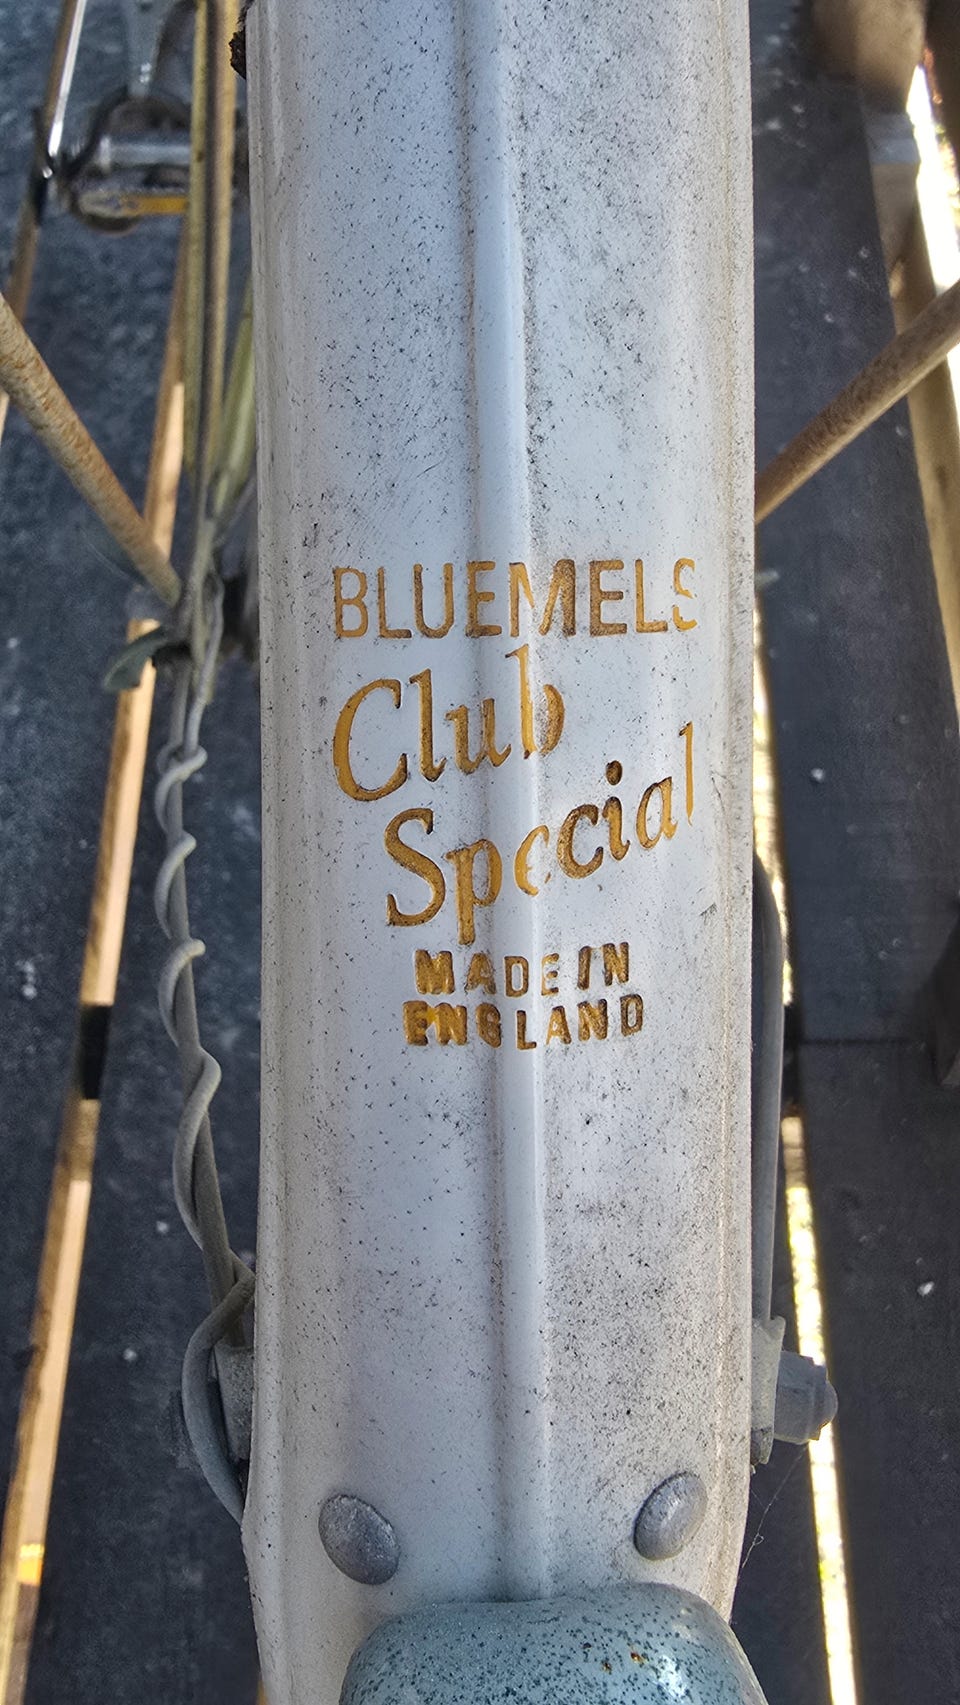 BLUEMELS
Club
Special
MADE IN
ENGLAND